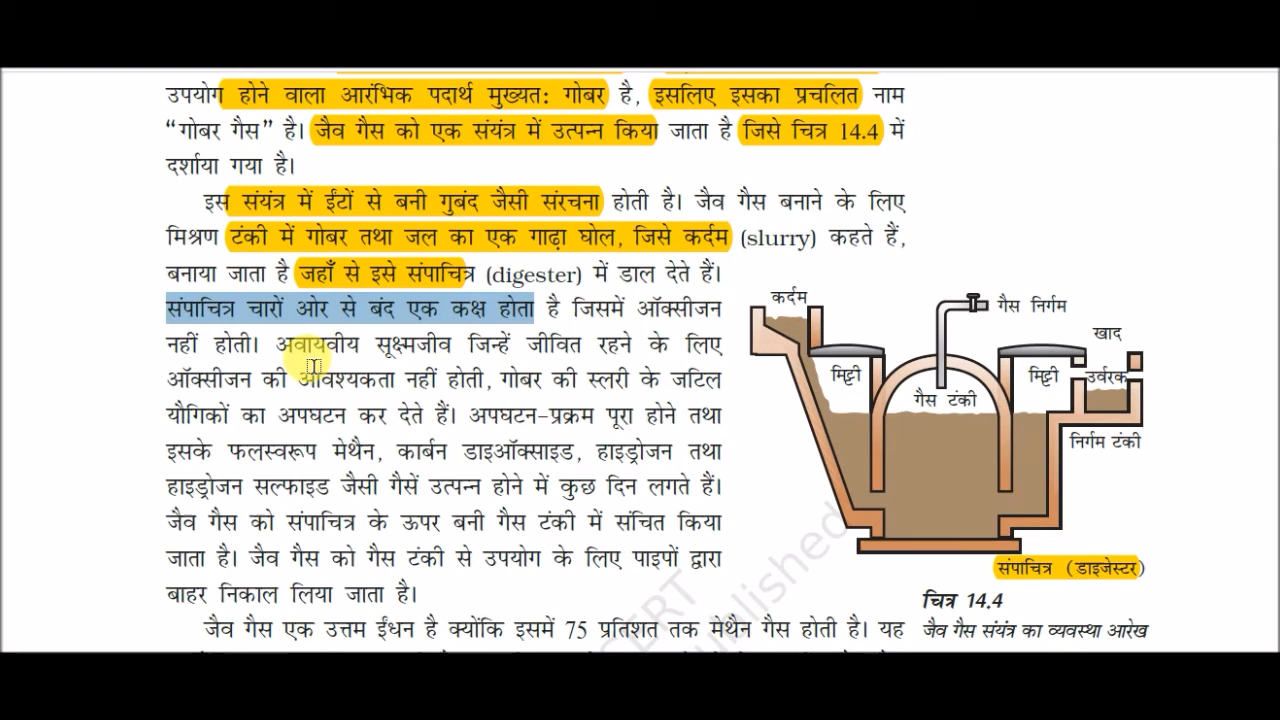 उपयोग होने वाला आरंभिक पदार्थ मुख्यतः गोबर है, इसलिए इसका प्रचलित नाम
“गोबर गैस” है। जैव गैस को एक संयंत्र में उत्पन्न किया जाता है जिसे चित्र 14.4 में
दर्शाया गया है।
इस संयंत्र में ईंटों से बनी गुबंद जैसी संरचना होती है। जैव गैस बनाने के लिए
मिश्रण टंकी में गोबर तथा जल का एक गाढ़ा घोल, जिसे कर्दम (slurry) कहते हैं,
बनाया जाता है जहाँ से इसे संपाचित्र (digester) में डाल देते हैं।
संपाचित्र चारों ओर से बंद एक कक्ष होता है जिसमें ऑक्सीजन
नहीं होती। अवायवीय सूक्ष्मजीव जिन्हें जीवित रहने के लिए
ऑक्सीजन की आवश्यकता नहीं होती, गोबर की स्लरी के जटिल
यौगिकों का अपघटन कर देते हैं। अपघटन-प्रक्रम पूरा होने तथा
इसके फलस्वरूप मेथैन, कार्बन डाइऑक्साइड, हाइड्रोजन तथा
हाइड्रोजन सल्फाइड जैसी गैसें उत्पन्न होने में कुछ दिन लगते हैं।
जैव गैस को संपाचित्र के ऊपर बनी गैस टंकी में संचित किया
जाता है। जैव गैस को गैस टंकी से उपयोग के लिए पाइपों द्वारा
बाहर निकाल लिया जाता है।
जैव गैस एक उत्तम ईंधन है क्योंकि इसमें 75 प्रतिशत तक मेथैन गैस होती है। यह
कर्दम
गैस निर्गम
खाद
मिट्टी
गैस टंकी
मिट्टी
उर्वरक
निर्गम टंकी
संपाचित्र (डाइजेस्टर)
चित्र 14.4
जैव गैस संयंत्र का व्यवस्था आरेख